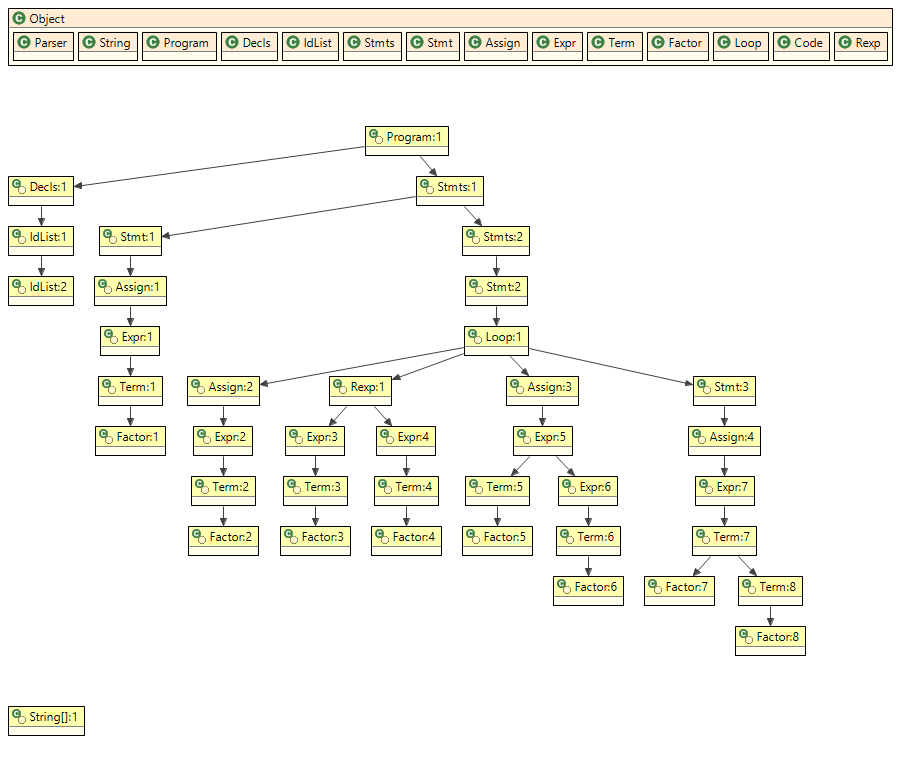 Object
Parser String Program Decls IdList Stmts Stmt Assign Expr Term Factor Loop Code Rexp
Program:1
Decls:1 Stmts:1
IdList:1 Stmt:1 Stmts:2
IdList:2 Assign:1 Stmt:2
Expr:1 Loop:1
Term:1 Assign:2 Rexp:1 Assign:3 Stmt:3
Factor:1 Expr:2 Expr:3 Expr:4 Expr:5 Assign:4
Term:2 Term:3 Term:4 Term:5 Expr:6 Expr:7
Factor:2 Factor:3 Factor:4 Factor:5 Term:6 Term:7
Factor:6 Factor:7 Term:8
Factor:8
String[]:1